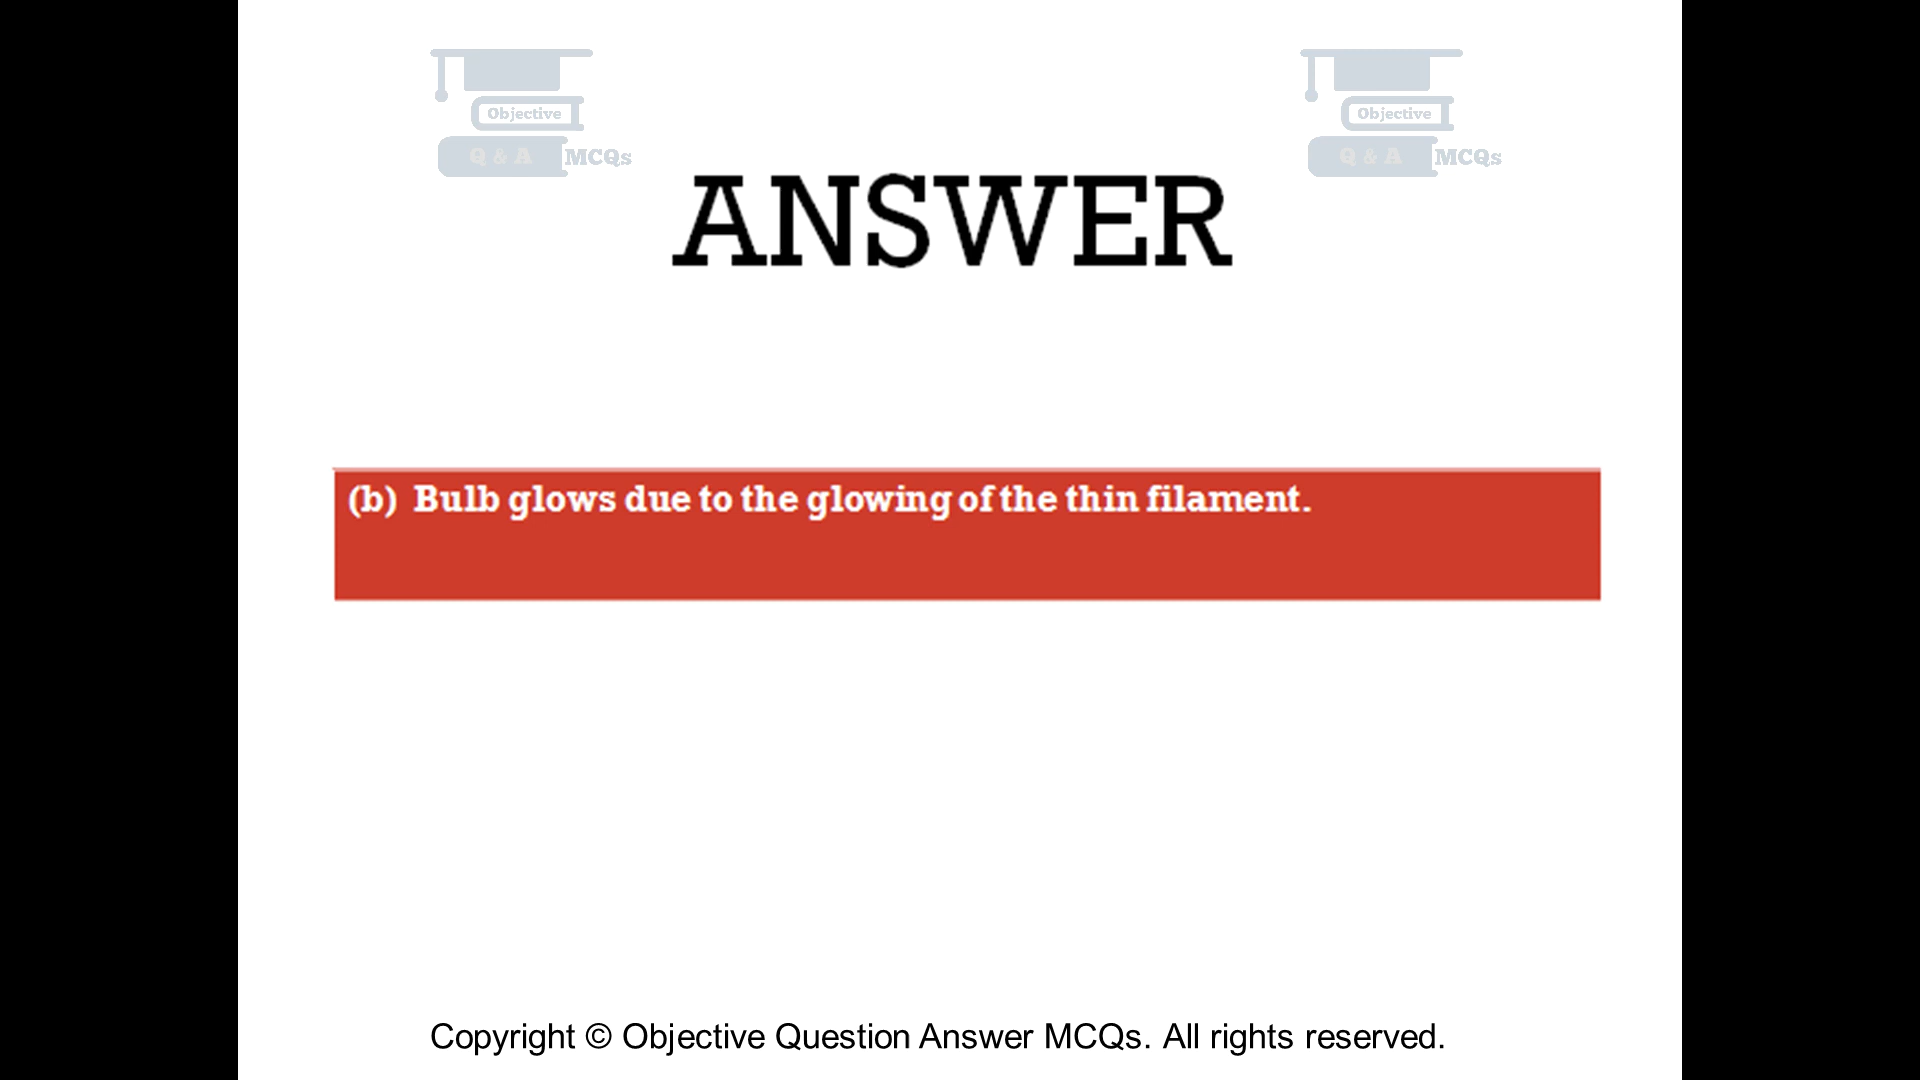 Objective
Q & A MCQs
Objective
Q & A MCQs
ANSWER
(b) Bulb glows due to the glowing of the thin filament.
Copyright © Objective Question Answer MCQs. All rights reserved.